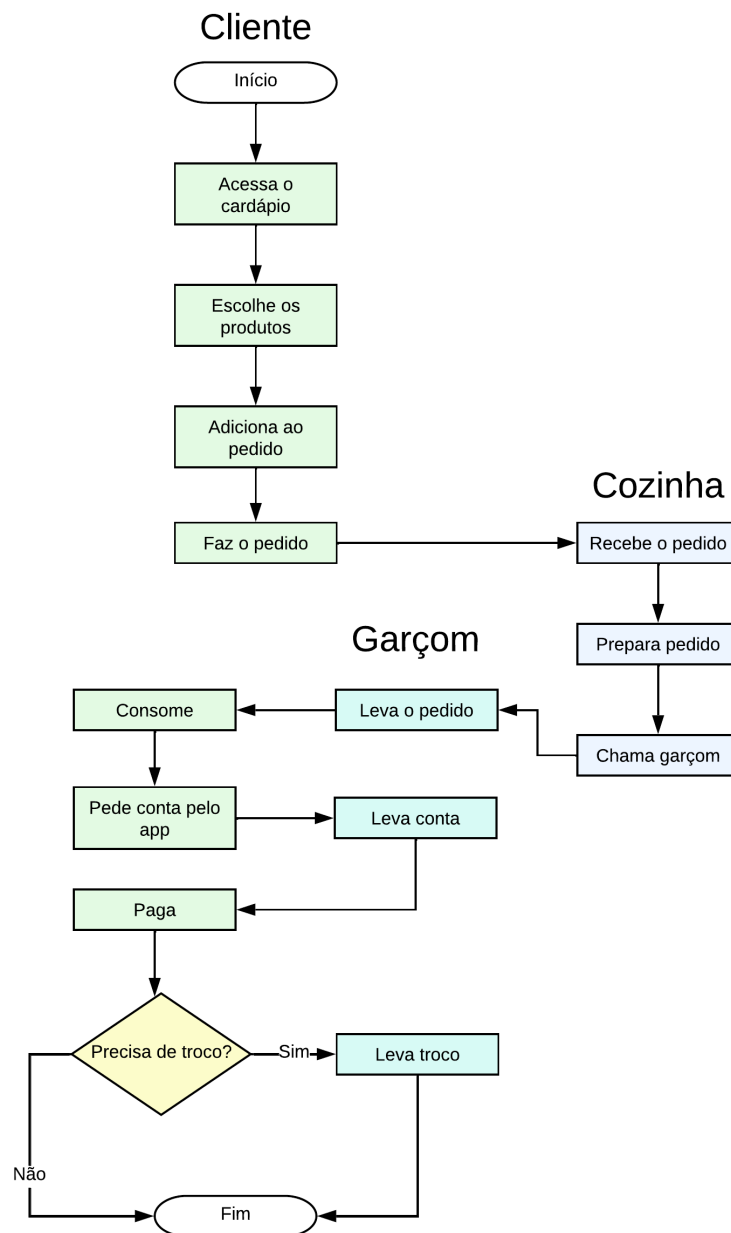 Cliente
Início
Acessa o
cardápio
Escolhe os
produtos
Adiciona ao
pedido
Cozinha
Faz o pedido
Recebe o pedido
Garçom
Prepara pedido
Consome
Leva o pedido
Chama garçom
Pede conta pelo
app
Leva conta
Paga
Precisa de troco?
Sim
Leva troco
Não
Fim